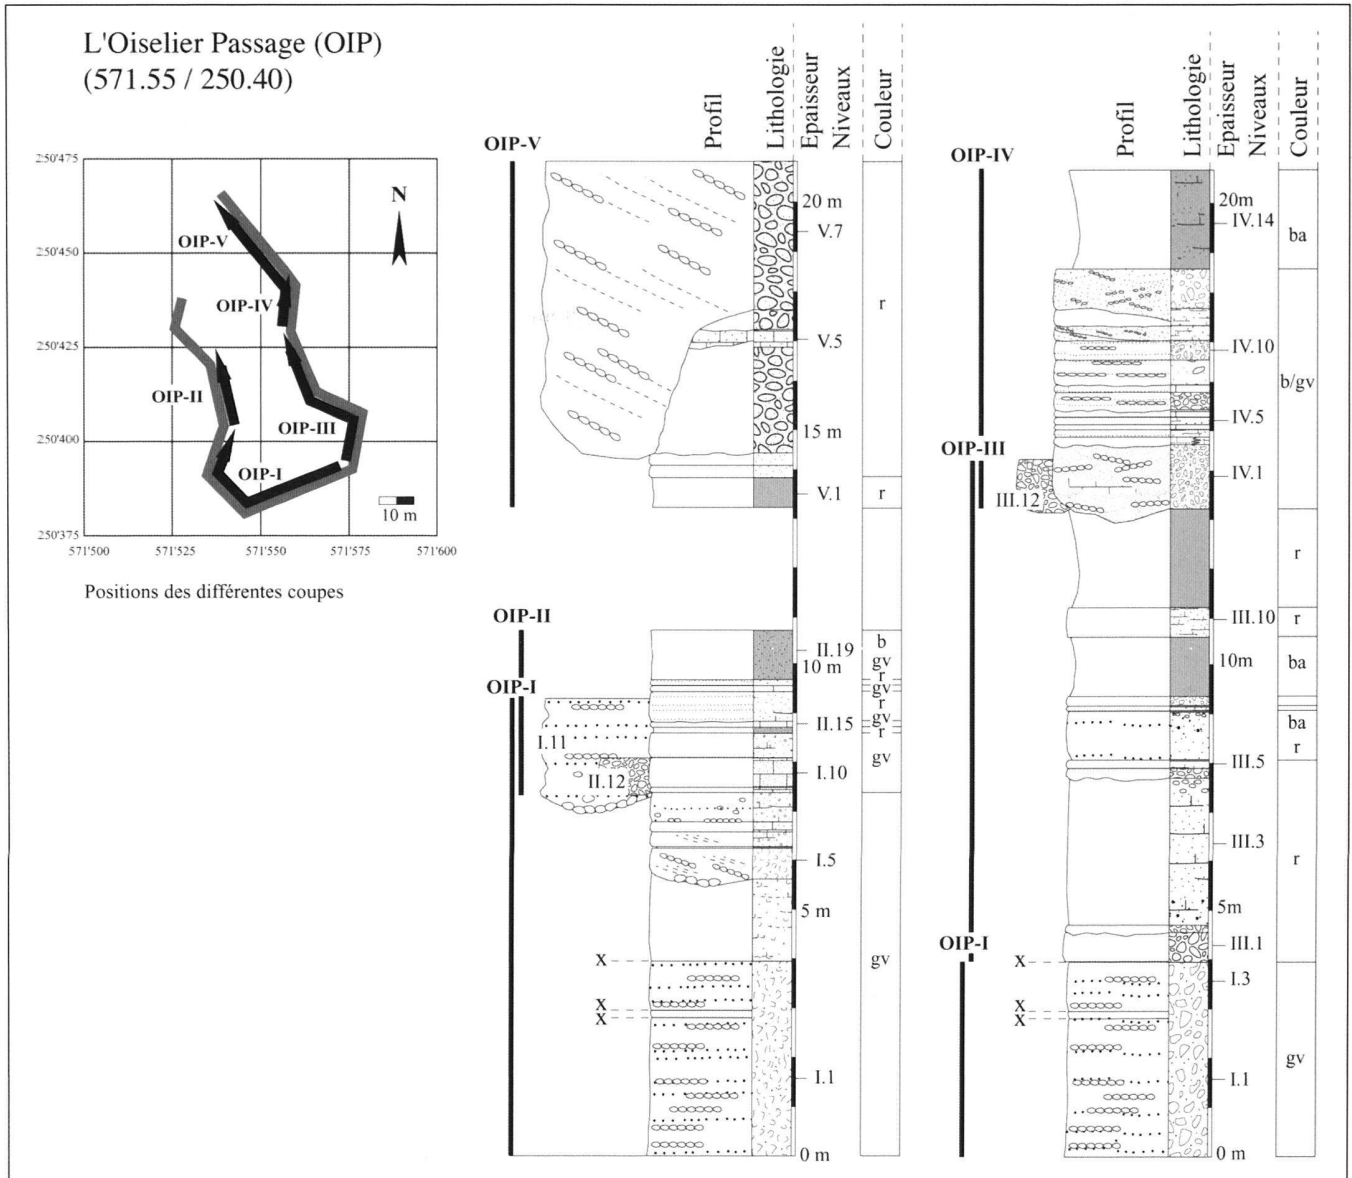 L'Oiselier Passage (OIP)
(571.55 / 250.40)
250'475
250'450
250'425
250'400
250'375
571'500
571'525
571'550
571'575
571'600
N
OIP-V
OIP-IV
OIP-II
OIP-III
OIP-I
10 m
Positions des différentes coupes
Profil
Lithologie
Epaisseur
Niveaux
Couleur
OIP-V
20 m
V.7
r
V.5
15 m
V.1
r
OIP-II
II.19
b
gv
10 m
r
OIP-I
gv
r
II.15
gv
r
I.11
gv
II.12
I.10
I.5
5 m
gv
x
x
x
I.1
0 m
Profil
Lithologie
Epaisseur
Niveaux
Couleur
OIP-IV
20m
IV.14
ba
IV.10
b/gv
IV.5
OIP-III
IV.1
III.12
r
III.10
r
10m
ba
ba
r
III.5
III.3
r
5m
OIP-I
III.1
x
I.3
x
x
gv
I.1
0 m